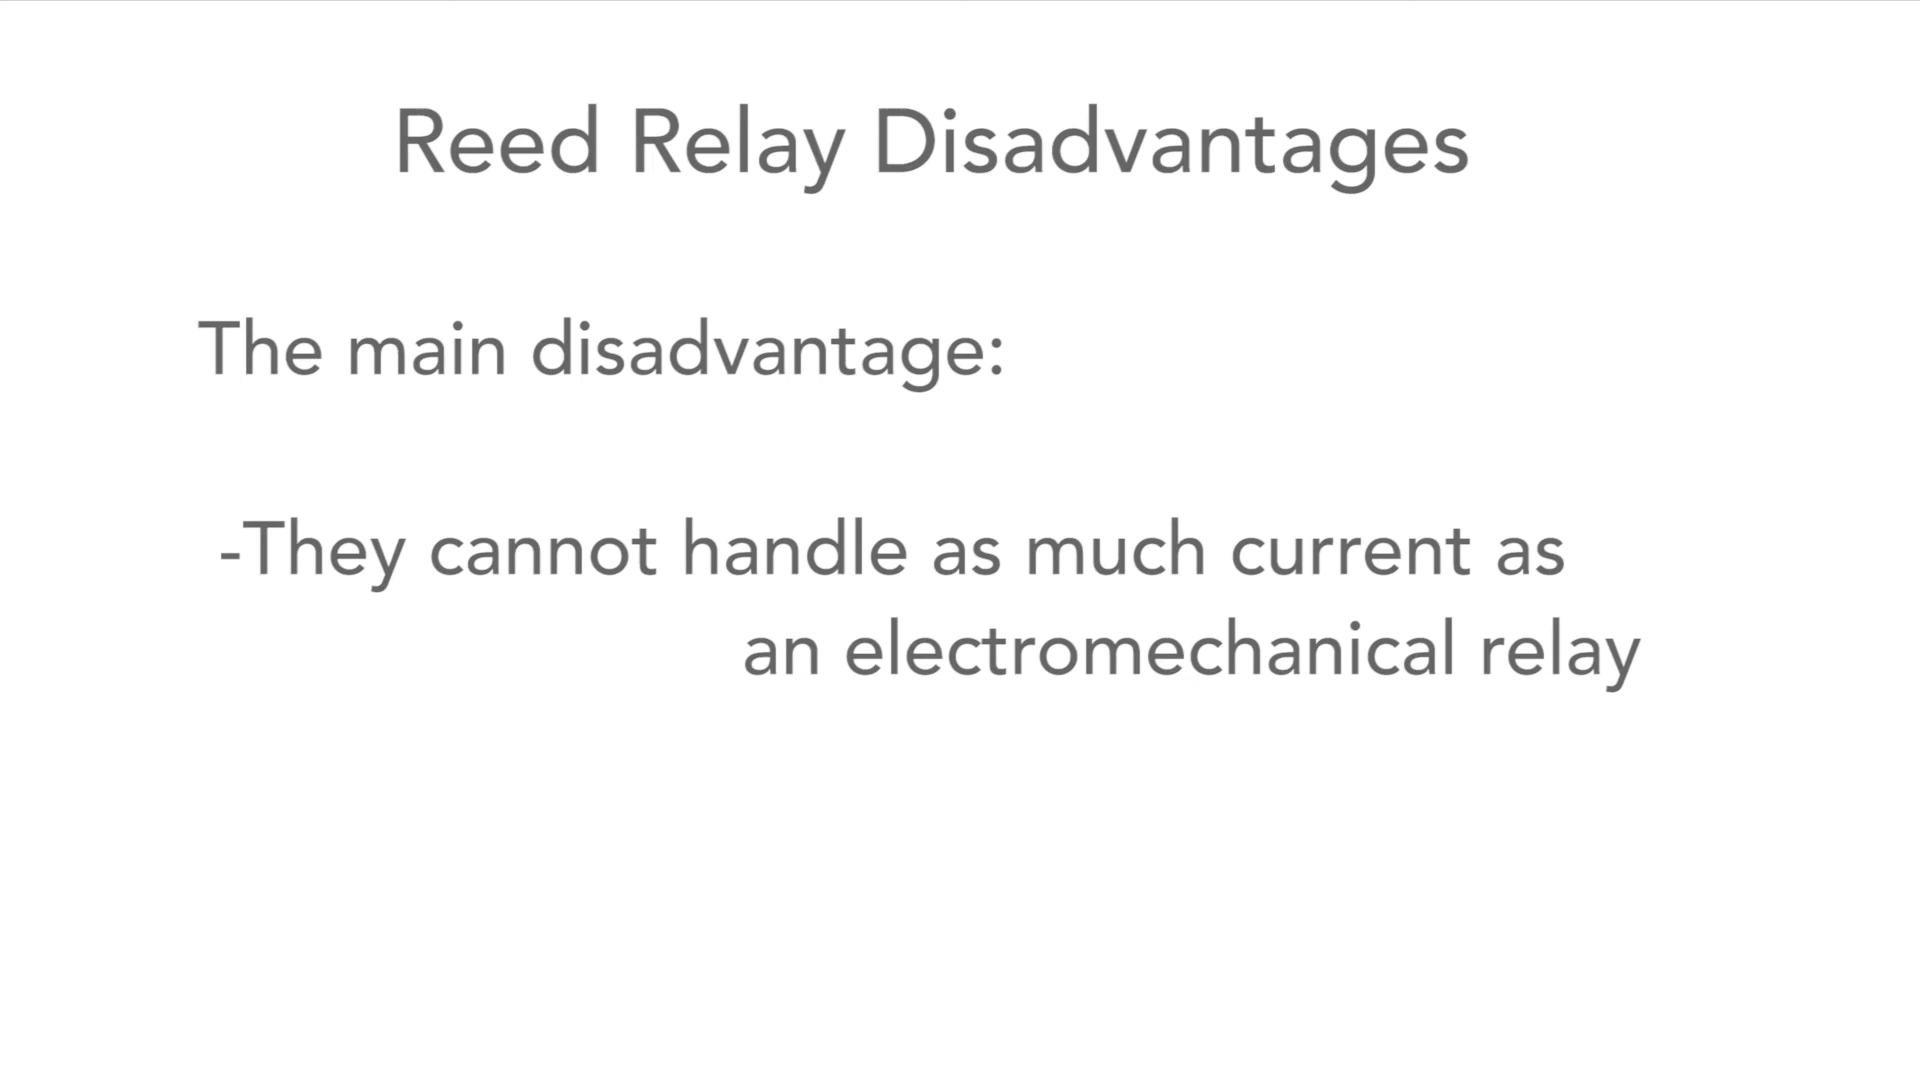 Reed Relay Disadvantages
The main disadvantage:
-They cannot handle as much current as
an electromechanical relay